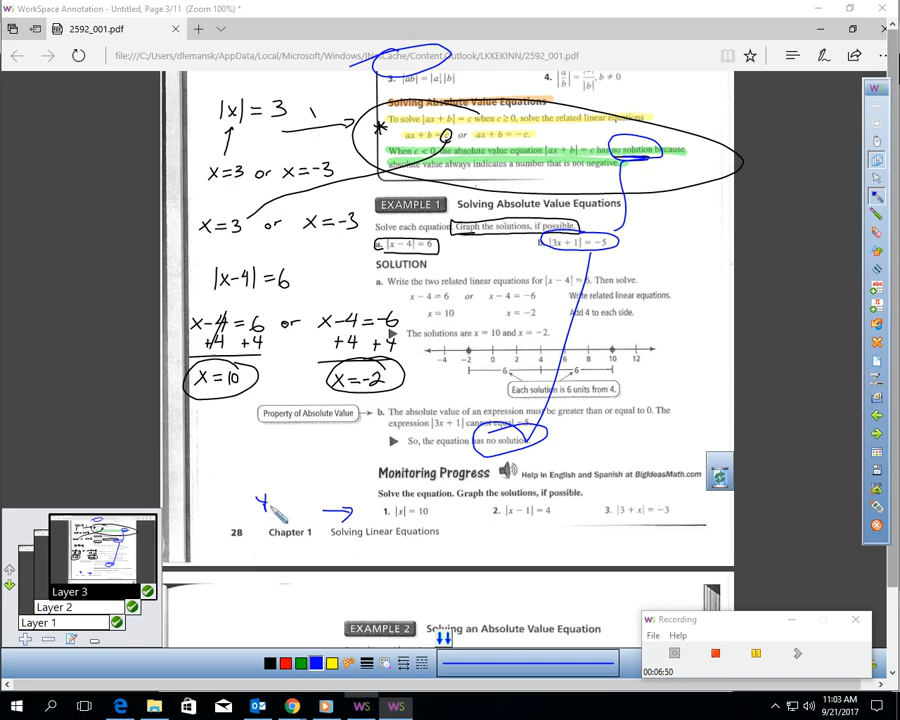 WorkSpace Annotation - Untitled, Page 3/11 (Zoom 100%)
2592_001.pdf
file:///C:/Users/dlemansk/AppData/Local/Microsoft/Windows/INetCache/Content.Outlook/LKKEKINN/2592_001.pdf
3. |ab| = |a| |b|
4. b ≠ 0
Solving Absolute Value Equations
To solve |ax + b| = c when c ≥ 0, solve the related linear equations
ax + b = c or ax + b = −c.
When c < 0, the absolute value equation |ax + b| = c has no solution because
absolute value always indicates a number that is not negative.
|x| = 3
x=3 or x=-3
x=3 or x=-3
|x-4|=6
x-4=6 or x-4=-6
+4 +4 +4 +4
x=10 x=-2
EXAMPLE 1 Solving Absolute Value Equations
Solve each equation. Graph the solutions, if possible.
a. |x − 4| = 6
|3x + 1| = −5
SOLUTION
a. Write the two related linear equations for |x − 4| = 6. Then solve.
x − 4 = 6 or x − 4 = −6 Write related linear equations.
x = 10 x = −2 Add 4 to each side.
The solutions are x = 10 and x = −2.
−4 −2 0 2 4 6 8 10 12
6 6
Each solution is 6 units from 4.
Property of Absolute Value
b. The absolute value of an expression must be greater than or equal to 0. The
expression |3x + 1| cannot equal −5.
So, the equation has no solution.
Monitoring Progress Help in English and Spanish at BigIdeasMath.com
Solve the equation. Graph the solutions, if possible.
1. |x| = 10 2. |x − 1| = 4 3. |3 + x| = −3
28 Chapter 1 Solving Linear Equations
EXAMPLE 2 Solving an Absolute Value Equation
Layer 3
Layer 2
Layer 1
Recording
File Help
00:06:50
11:03 AM
9/21/2017